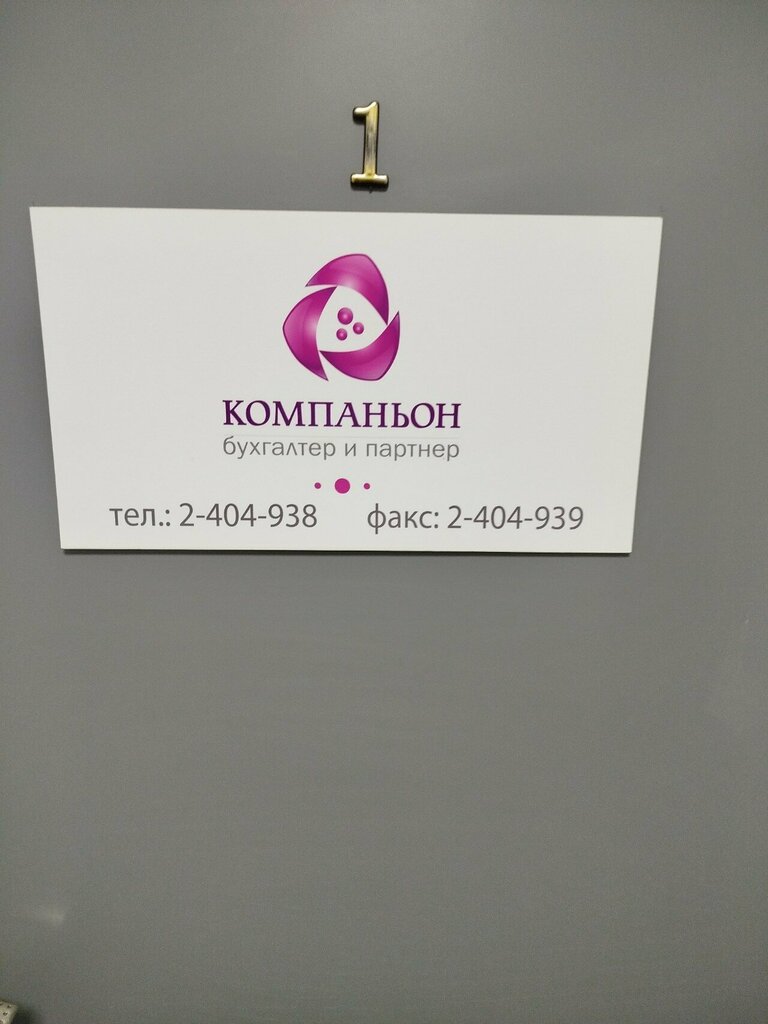 1
КОМПАНЬОН
бухгалтер и партнер
тел.: 2-404-938 факс: 2-404-939